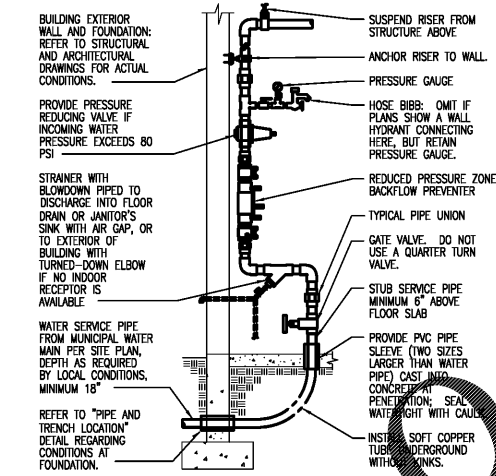 BUILDING EXTERIOR
WALL AND FOUNDATION:
REFER TO STRUCTURAL
AND ARCHITECTURAL
DRAWINGS FOR ACTUAL
CONDITIONS.
PROVIDE PRESSURE
REDUCING VALVE IF
INCOMING WATER
PRESSURE EXCEEDS 80
PSI
STRAINER WITH
BLOWDOWN PIPED TO
DISCHARGE INTO FLOOR
DRAIN OR JANITOR'S
SINK WITH AIR GAP, OR
TO EXTERIOR OF
BUILDING WITH
TURNED-DOWN ELBOW
IF NO INDOOR
RECEPTOR IS
AVAILABLE
WATER SERVICE PIPE
FROM MUNICIPAL WATER
MAIN PER SITE PLAN,
DEPTH AS REQUIRED
BY LOCAL CONDITIONS,
MINIMUM 18"
REFER TO "PIPE AND
TRENCH LOCATION"
DETAIL REGARDING
CONDITIONS AT
FOUNDATION.
SUSPEND RISER FROM
STRUCTURE ABOVE
ANCHOR RISER TO WALL.
PRESSURE GAUGE
HOSE BIBB: OMIT IF
PLANS SHOW A WALL
HYDRANT CONNECTING
HERE, BUT RETAIN
PRESSURE GAUGE.
REDUCED PRESSURE ZONE
BACKFLOW PREVENTER
TYPICAL PIPE UNION
GATE VALVE. DO NOT
USE A QUARTER TURN
VALVE.
STUB SERVICE PIPE
MINIMUM 6" ABOVE
FLOOR SLAB
PROVIDE PVC PIPE
SLEEVE (TWO SIZES
LARGER THAN WATER
PIPE) CAST INTO
CONCRETE AT
PENETRATION; SEAL
WATERTIGHT WITH CAULK
INSTALL SOFT COPPER
TUBE UNDERGROUND
WITHOUT KINKS.